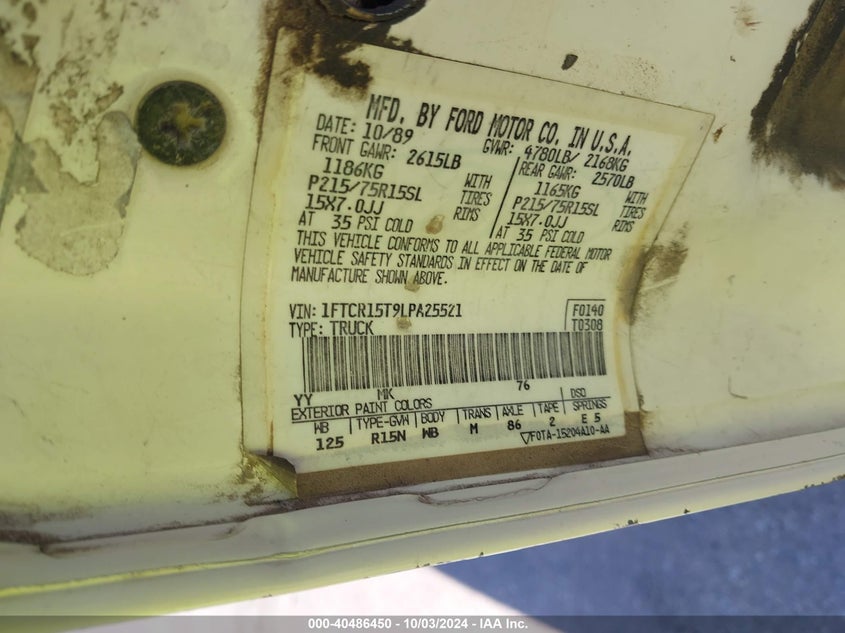 MFD. BY FORD MOTOR CO. IN U.S.A.
DATE: 10/89 GVWR: 4780LB/ 2168KG
FRONT GAWR: 2615LB REAR GAWR: 2570LB
1186KG WITH 1165KG WITH
P215/75R15SL TIRES P215/75R15SL TIRES
15X7.0JJ RIMS 15X7.0JJ RIMS
AT 35 PSI COLD AT 35 PSI COLD
THIS VEHICLE CONFORMS TO ALL APPLICABLE FEDERAL MOTOR
VEHICLE SAFETY STANDARDS IN EFFECT ON THE DATE OF
MANUFACTURE SHOWN ABOVE.
VIN: 1FTCR15T9LPA25521 F0140
TYPE: TRUCK T0308
YY MK 76 DSO
EXTERIOR PAINT COLORS
WB TYPE-GVW BODY TRANS AXLE TAPE SPRINGS
125 R15N WB M 86 2 E 5
F0TA-15204A10-AA
000-40486450 - 10/03/2024 - IAA Inc.